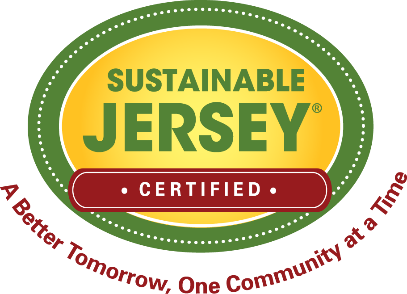 SUSTAINABLE
JERSEY®
• CERTIFIED •
A Better Tomorrow, One Community at a Time